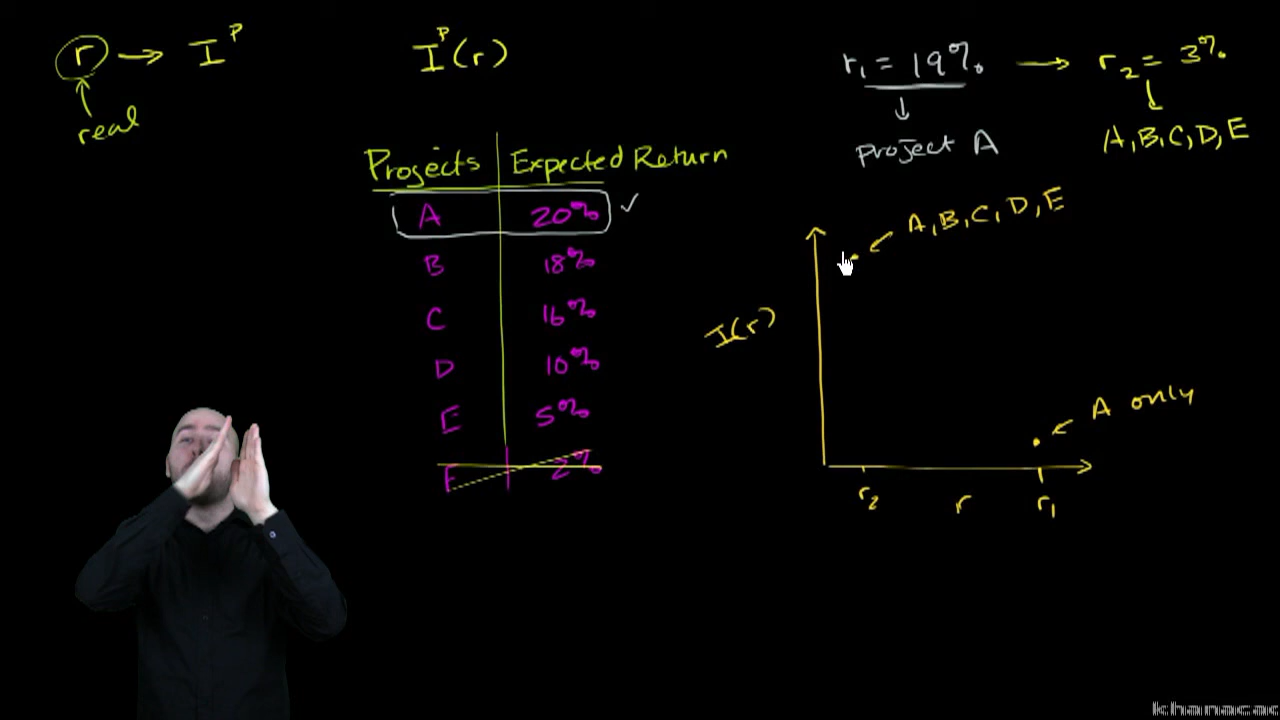 r → I^P
real
I^P(r)
r₁ = 19% → r₂ = 3%
Project A
A, B, C, D, E
Projects Expected Return
A 20% ✓
B 18%
C 16%
D 10%
E 5%
F 2%
A, B, C, D, E
I(r)
A only
r₂ r r₁
khanacad